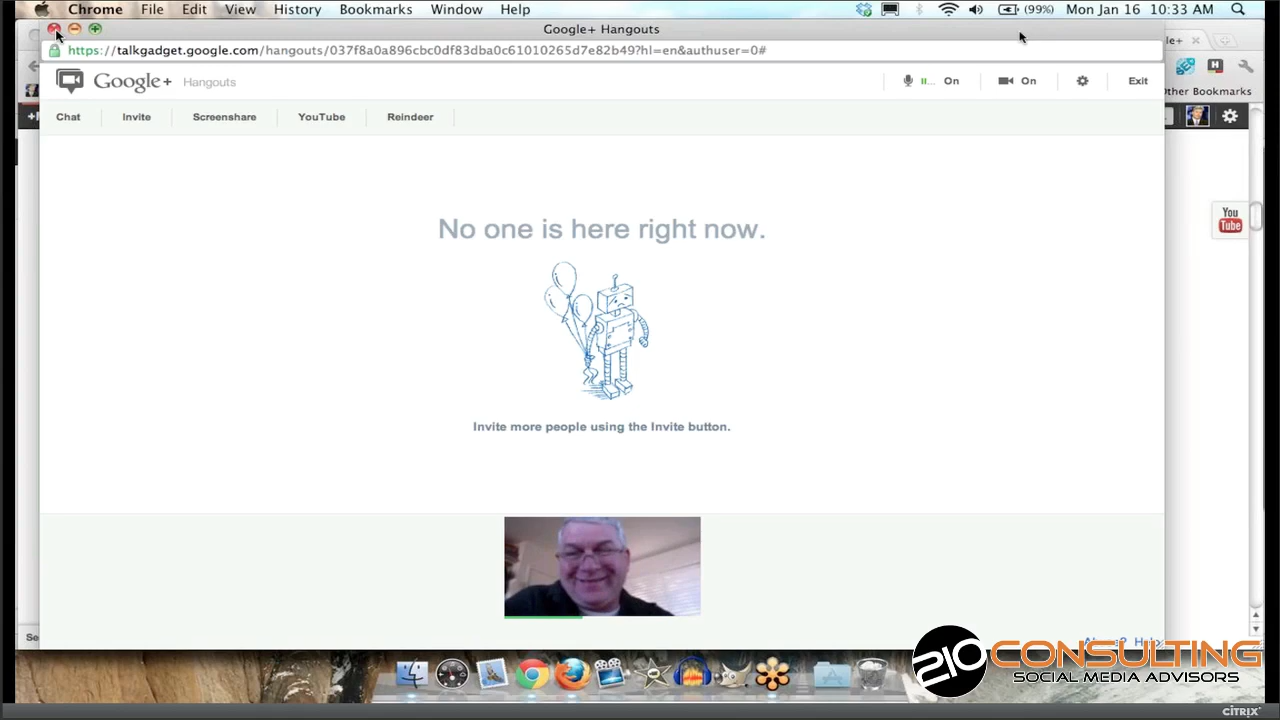 Chrome File Edit View History Bookmarks Window Help (99%) Mon Jan 16 10:33 AM
Google+ Hangouts
https://talkgadget.google.com/hangouts/037f8a0a896cbc0df83dba0c61010265d7e82b49?hl=en&authuser=0#
Google+ Hangouts On On Exit
Other Bookmarks
Chat Invite Screenshare YouTube Reindeer
No one is here right now.
You Tube
Invite more people using the Invite button.
210 CONSULTING
SOCIAL MEDIA ADVISORS
CITRIX